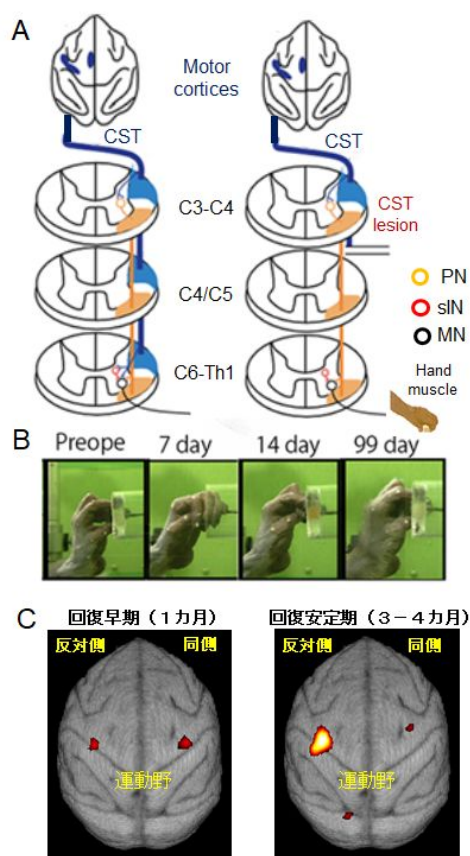 A
Motor
cortices
CST
CST
C3-C4
CST
lesion
C4/C5
PN
sIN
MN
C6-Th1
Hand
muscle
B
Preope 7 day 14 day 99 day
C
回復早期（1カ月） 回復安定期（3－4カ月）
反対側 同側 反対側 同側
運動野 運動野